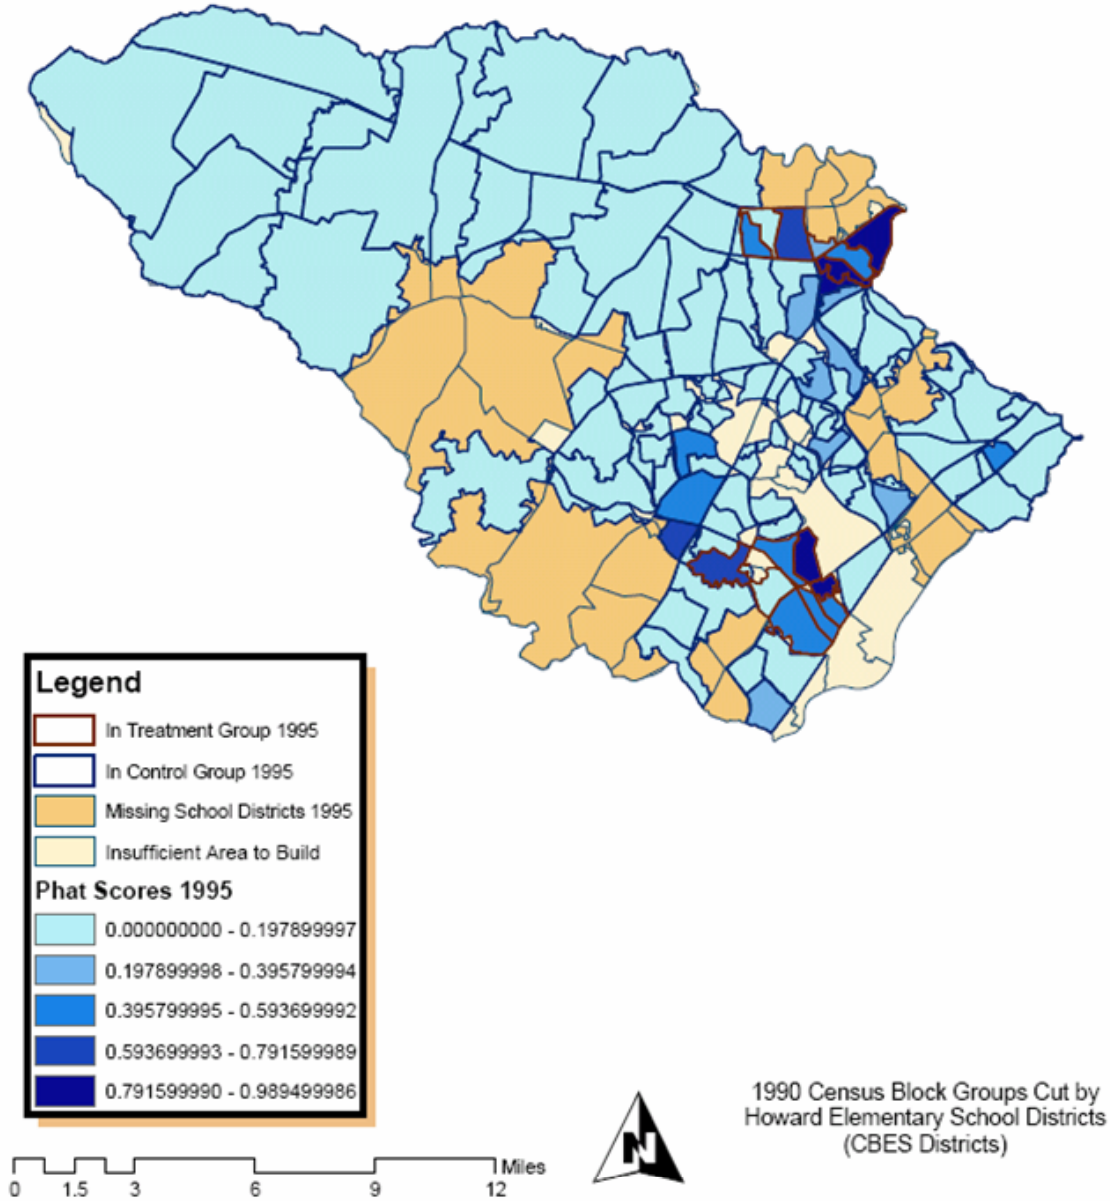 Legend
In Treatment Group 1995
In Control Group 1995
Missing School Districts 1995
Insufficient Area to Build
Phat Scores 1995
0.000000000 - 0.197899997
0.197899998 - 0.395799994
0.395799995 - 0.593699992
0.593699993 - 0.791599989
0.791599990 - 0.989499986
1990 Census Block Groups Cut by
Howard Elementary School Districts
(CBES Districts)
N
Miles
0 1.5 3 6 9 12